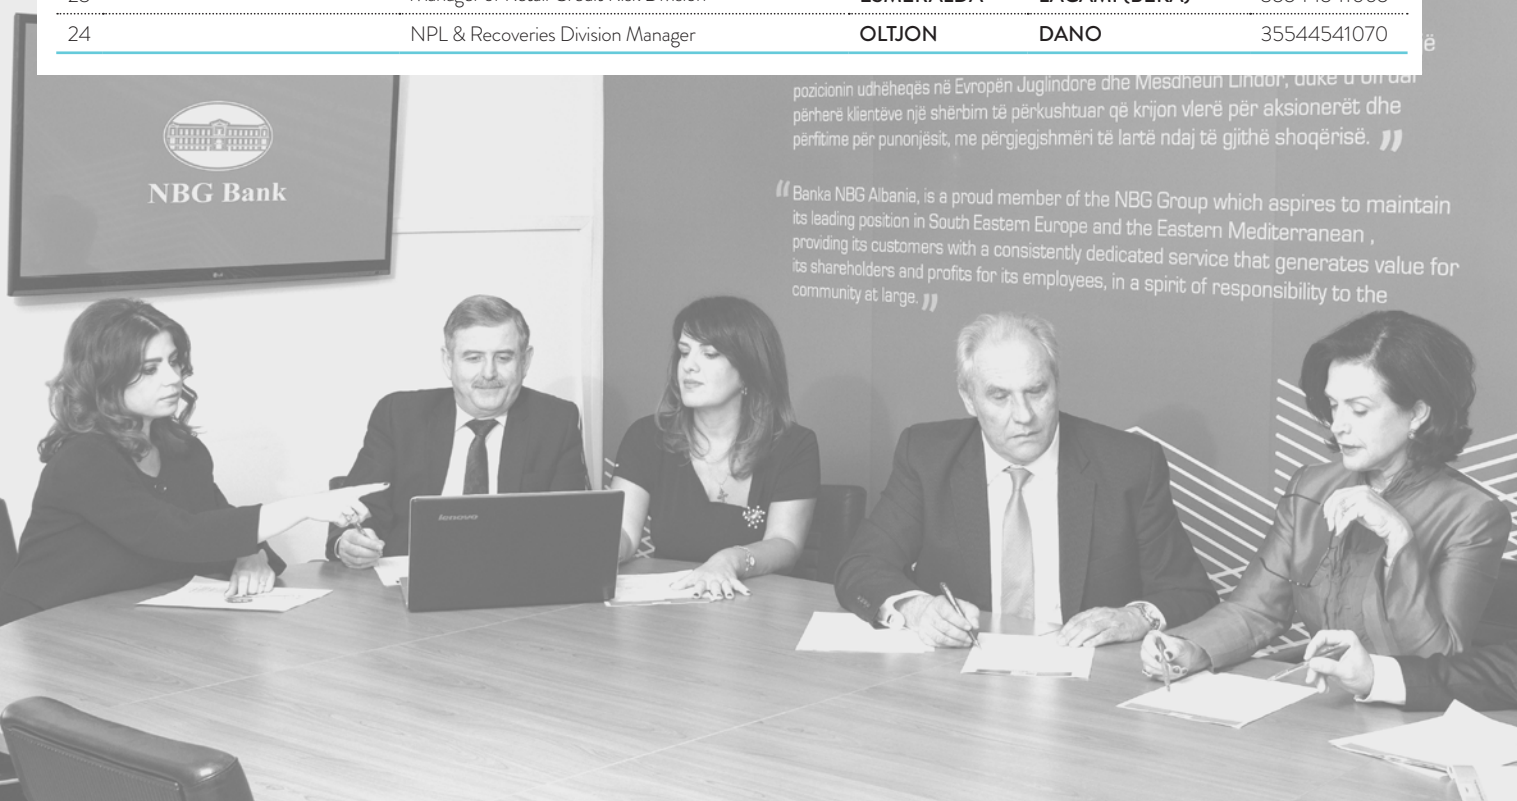 24 NPL & Recoveries Division Manager OLTJON DANO 35544541070
pozicionin udhëheqës në Evropën Juglindore dhe Mesdheun Lindor, duke u
përherë klientëve një shërbim të përkushtuar që krijon vlerë për aksionerët dhe
përfitime për punonjësit, me përgjegjshmëri të lartë ndaj të gjithë shoqërisë. ”
NBG Bank
“ Banka NBG Albania, is a proud member of the NBG Group which aspires to maintain
its leading position in South Eastern Europe and the Eastern Mediterranean ,
providing its customers with a consistently dedicated service that generates value for
its shareholders and profits for its employees, in a spirit of responsibility to the
community at large. ”
LG
lenovo